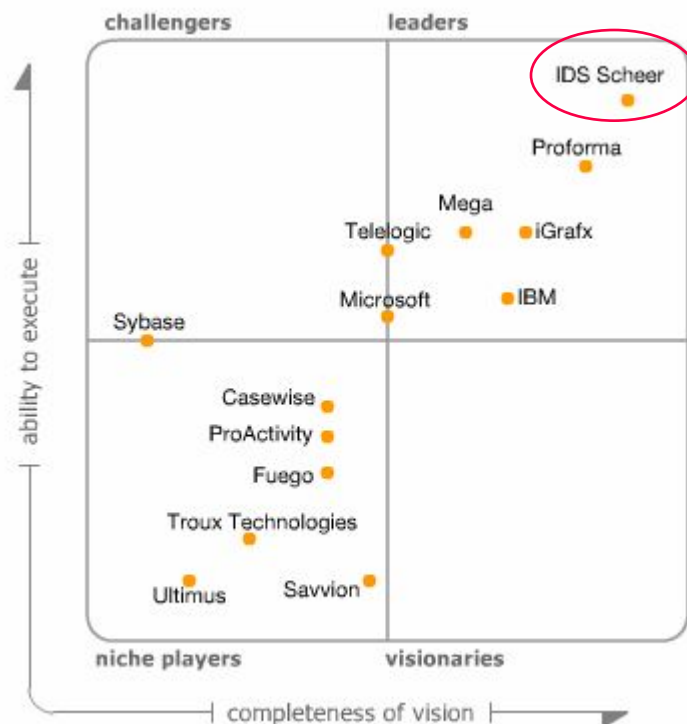 challengers
leaders
IDS Scheer
Proforma
Mega
Telelogic
iGrafx
Microsoft
IBM
Sybase
Casewise
ProActivity
Fuego
Troux Technologies
Ultimus
Savvion
niche players
visionaries
ability to execute
completeness of vision